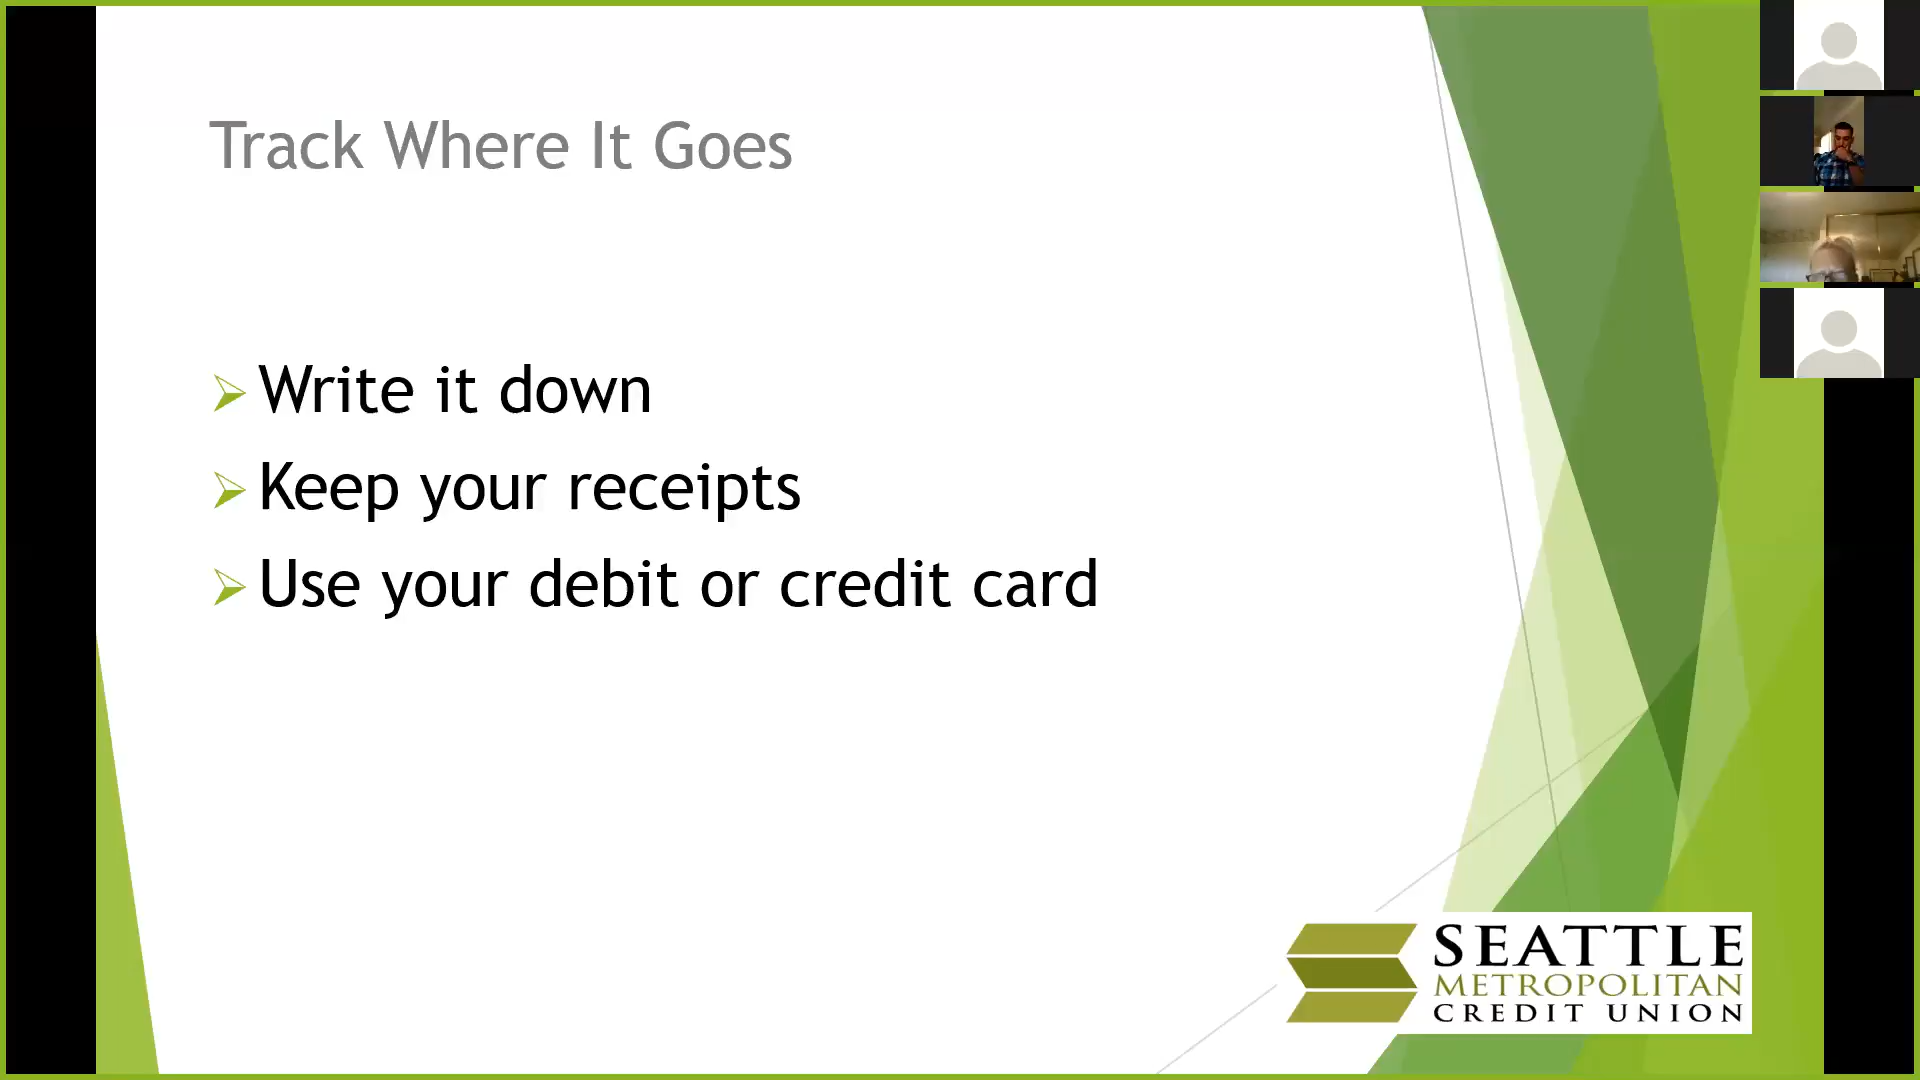 Track Where It Goes
Write it down
Keep your receipts
Use your debit or credit card
SEATTLE
METROPOLITAN
CREDIT UNION